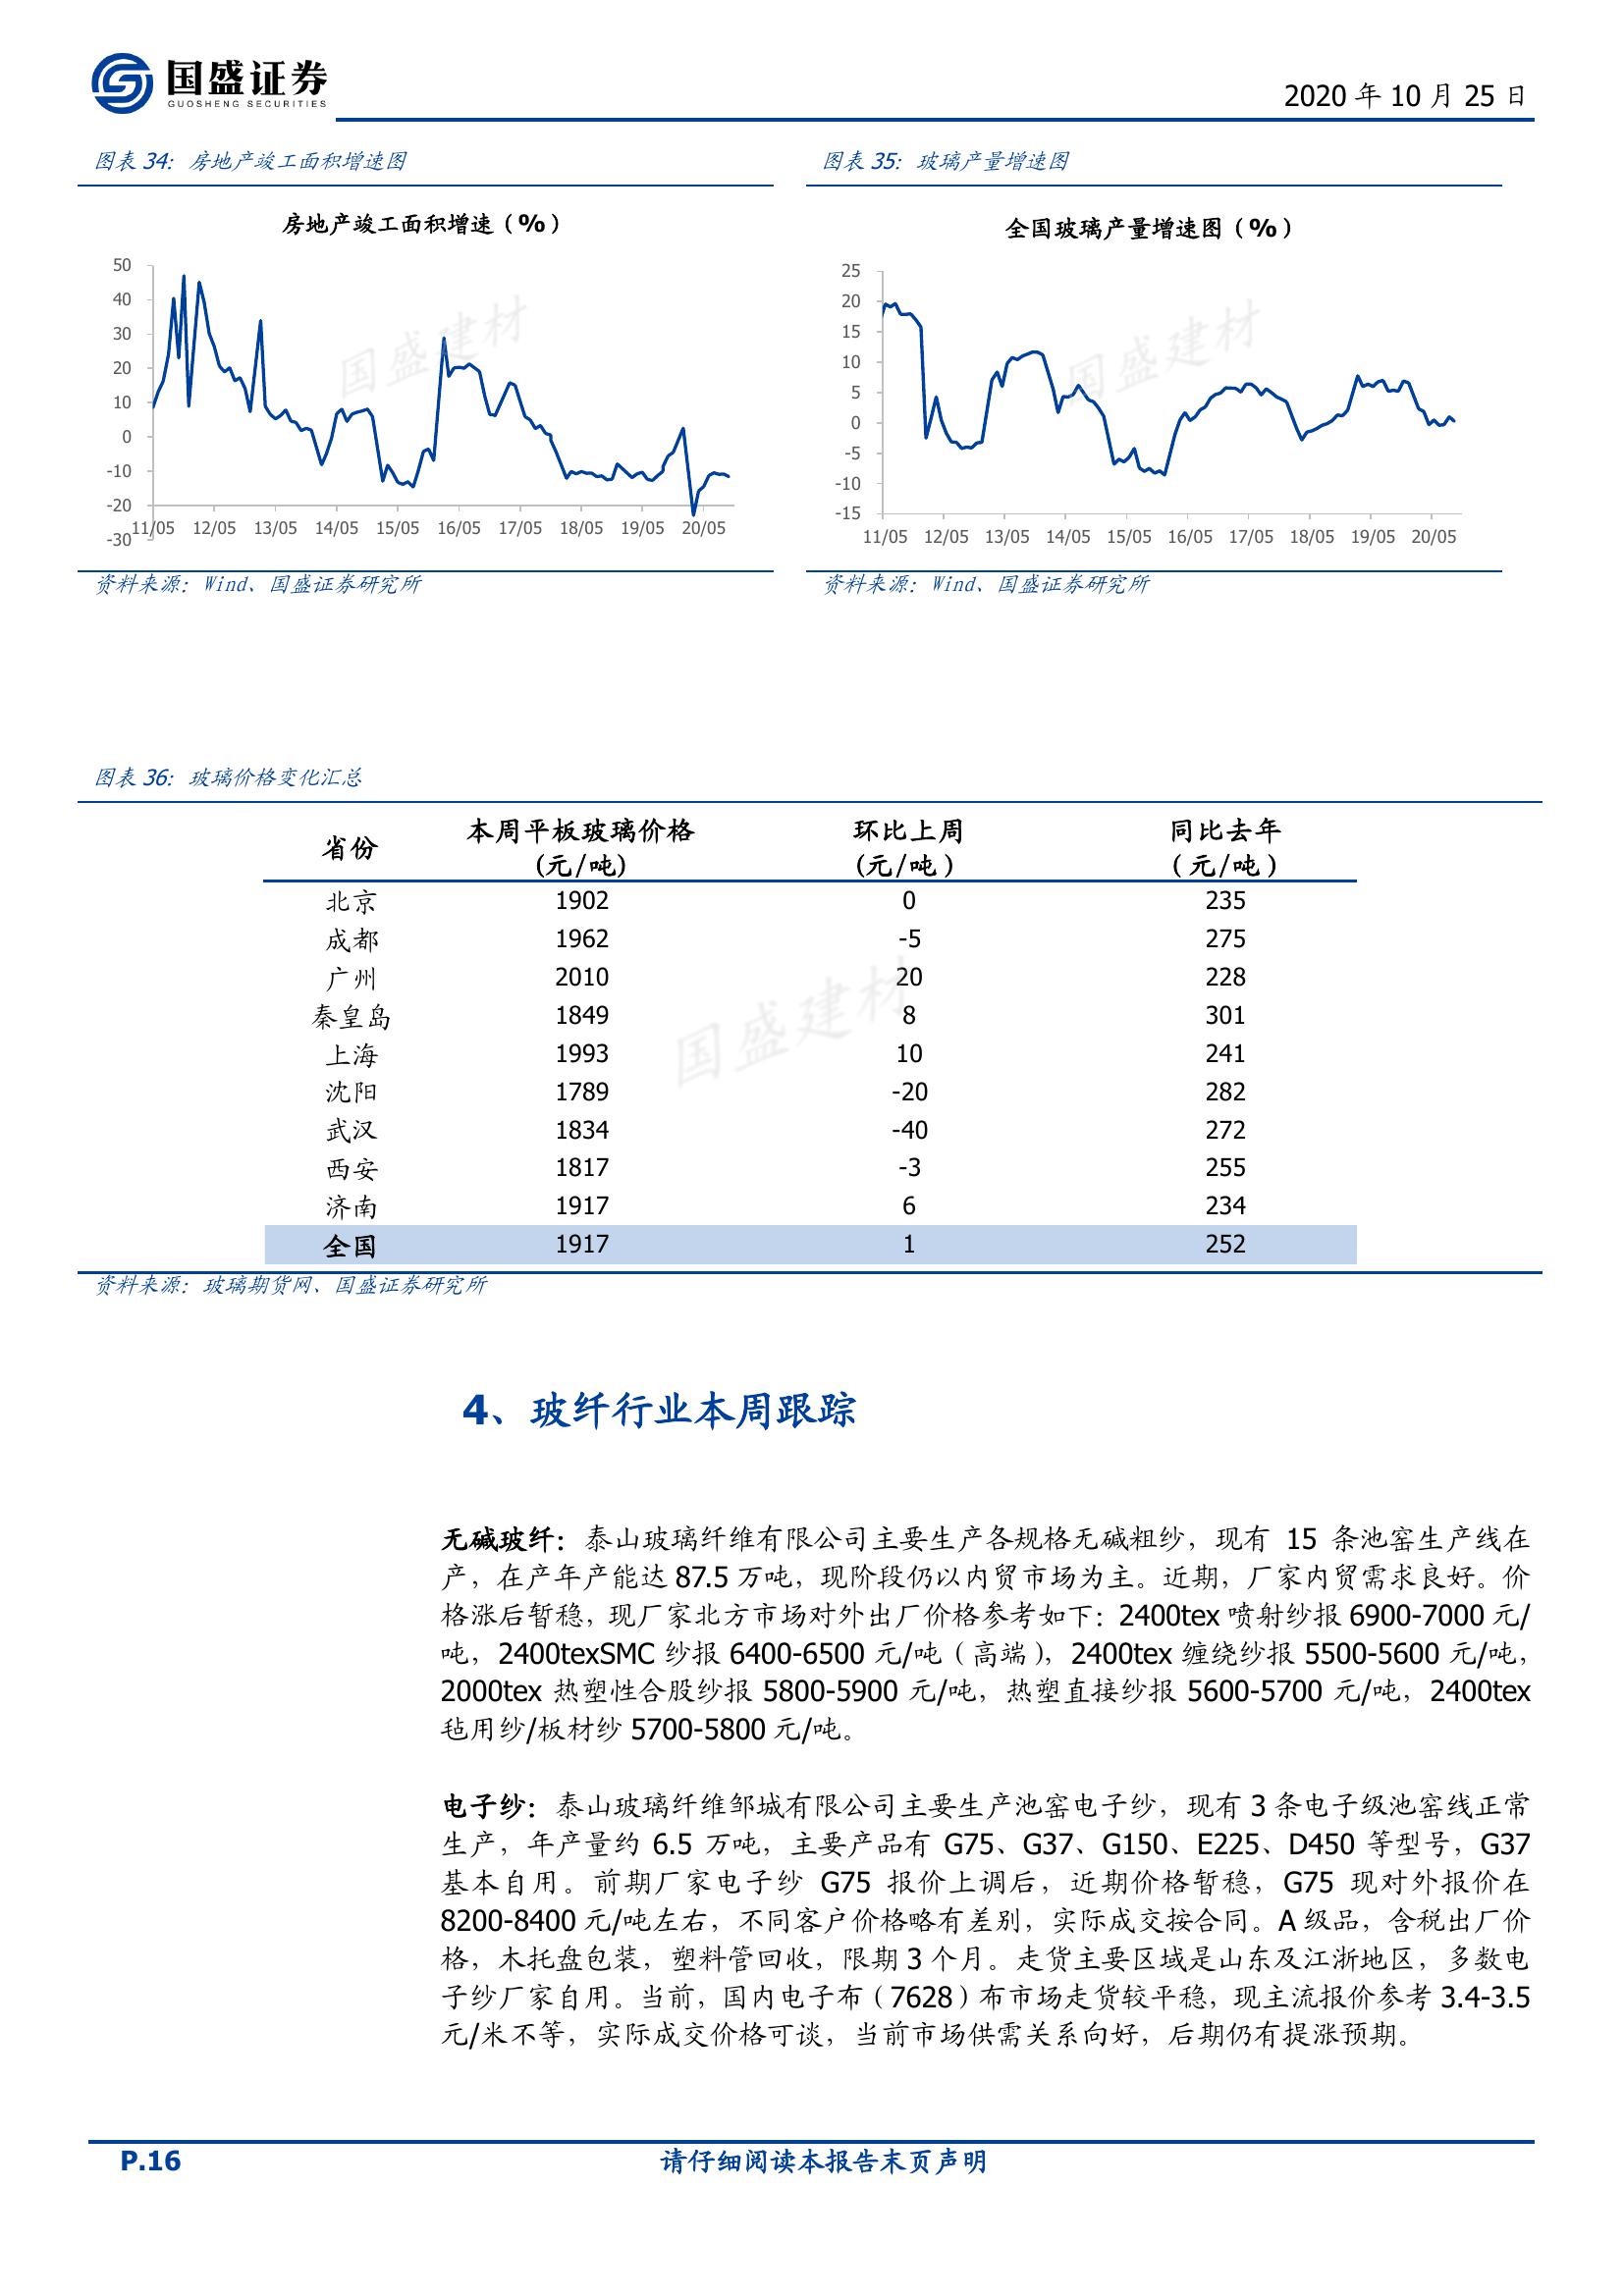 国盛证券
GUOSHENG SECURITIES
2020 年 10 月 25 日
图表 34：房地产竣工面积增速图
房地产竣工面积增速（%）
50
40
30
20
10
0
-10
-20
-30
11/05 12/05 13/05 14/05 15/05 16/05 17/05 18/05 19/05 20/05
国盛建材
资料来源：Wind、国盛证券研究所
图表 35：玻璃产量增速图
全国玻璃产量增速图（%）
25
20
15
10
5
0
-5
-10
-15
11/05 12/05 13/05 14/05 15/05 16/05 17/05 18/05 19/05 20/05
国盛建材
资料来源：Wind、国盛证券研究所
图表 36：玻璃价格变化汇总
省份 本周平板玻璃价格 环比上周 同比去年
(元/吨) (元/吨） （元/吨）
北京 1902 0 235
成都 1962 -5 275
广州 2010 20 228
秦皇岛 1849 8 301
上海 1993 10 241
沈阳 1789 -20 282
武汉 1834 -40 272
西安 1817 -3 255
济南 1917 6 234
全国 1917 1 252
国盛建材
资料来源：玻璃期货网、国盛证券研究所
4、玻纤行业本周跟踪
无碱玻纤：泰山玻璃纤维有限公司主要生产各规格无碱粗纱，现有 15 条池窑生产线在
产，在产年产能达 87.5 万吨，现阶段仍以内贸市场为主。近期，厂家内贸需求良好。价
格涨后暂稳，现厂家北方市场对外出厂价格参考如下：2400tex 喷射纱报 6900-7000 元/
吨，2400texSMC 纱报 6400-6500 元/吨（高端），2400tex 缠绕纱报 5500-5600 元/吨，
2000tex 热塑性合股纱报 5800-5900 元/吨，热塑直接纱报 5600-5700 元/吨，2400tex
毡用纱/板材纱 5700-5800 元/吨。
电子纱：泰山玻璃纤维邹城有限公司主要生产池窑电子纱，现有 3 条电子级池窑线正常
生产，年产量约 6.5 万吨，主要产品有 G75、G37、G150、E225、D450 等型号，G37
基本自用。前期厂家电子纱 G75 报价上调后，近期价格暂稳，G75 现对外报价在
8200-8400 元/吨左右，不同客户价格略有差别，实际成交按合同。A 级品，含税出厂价
格，木托盘包装，塑料管回收，限期 3 个月。走货主要区域是山东及江浙地区，多数电
子纱厂家自用。当前，国内电子布（7628）布市场走货较平稳，现主流报价参考 3.4-3.5
元/米不等，实际成交价格可谈，当前市场供需关系向好，后期仍有提涨预期。
P.16
请仔细阅读本报告末页声明